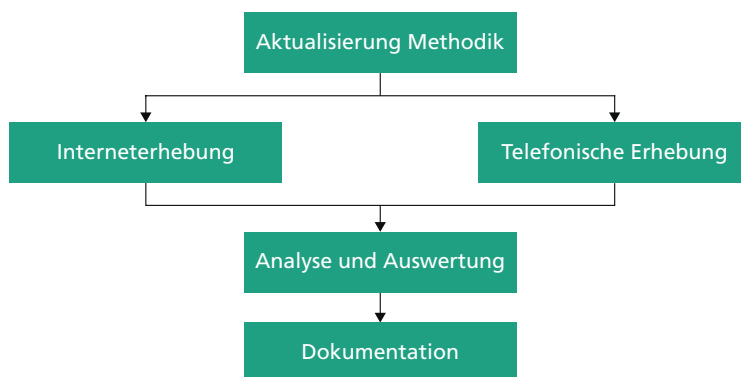 Aktualisierung Methodik
Interneterhebung
Telefonische Erhebung
Analyse und Auswertung
Dokumentation